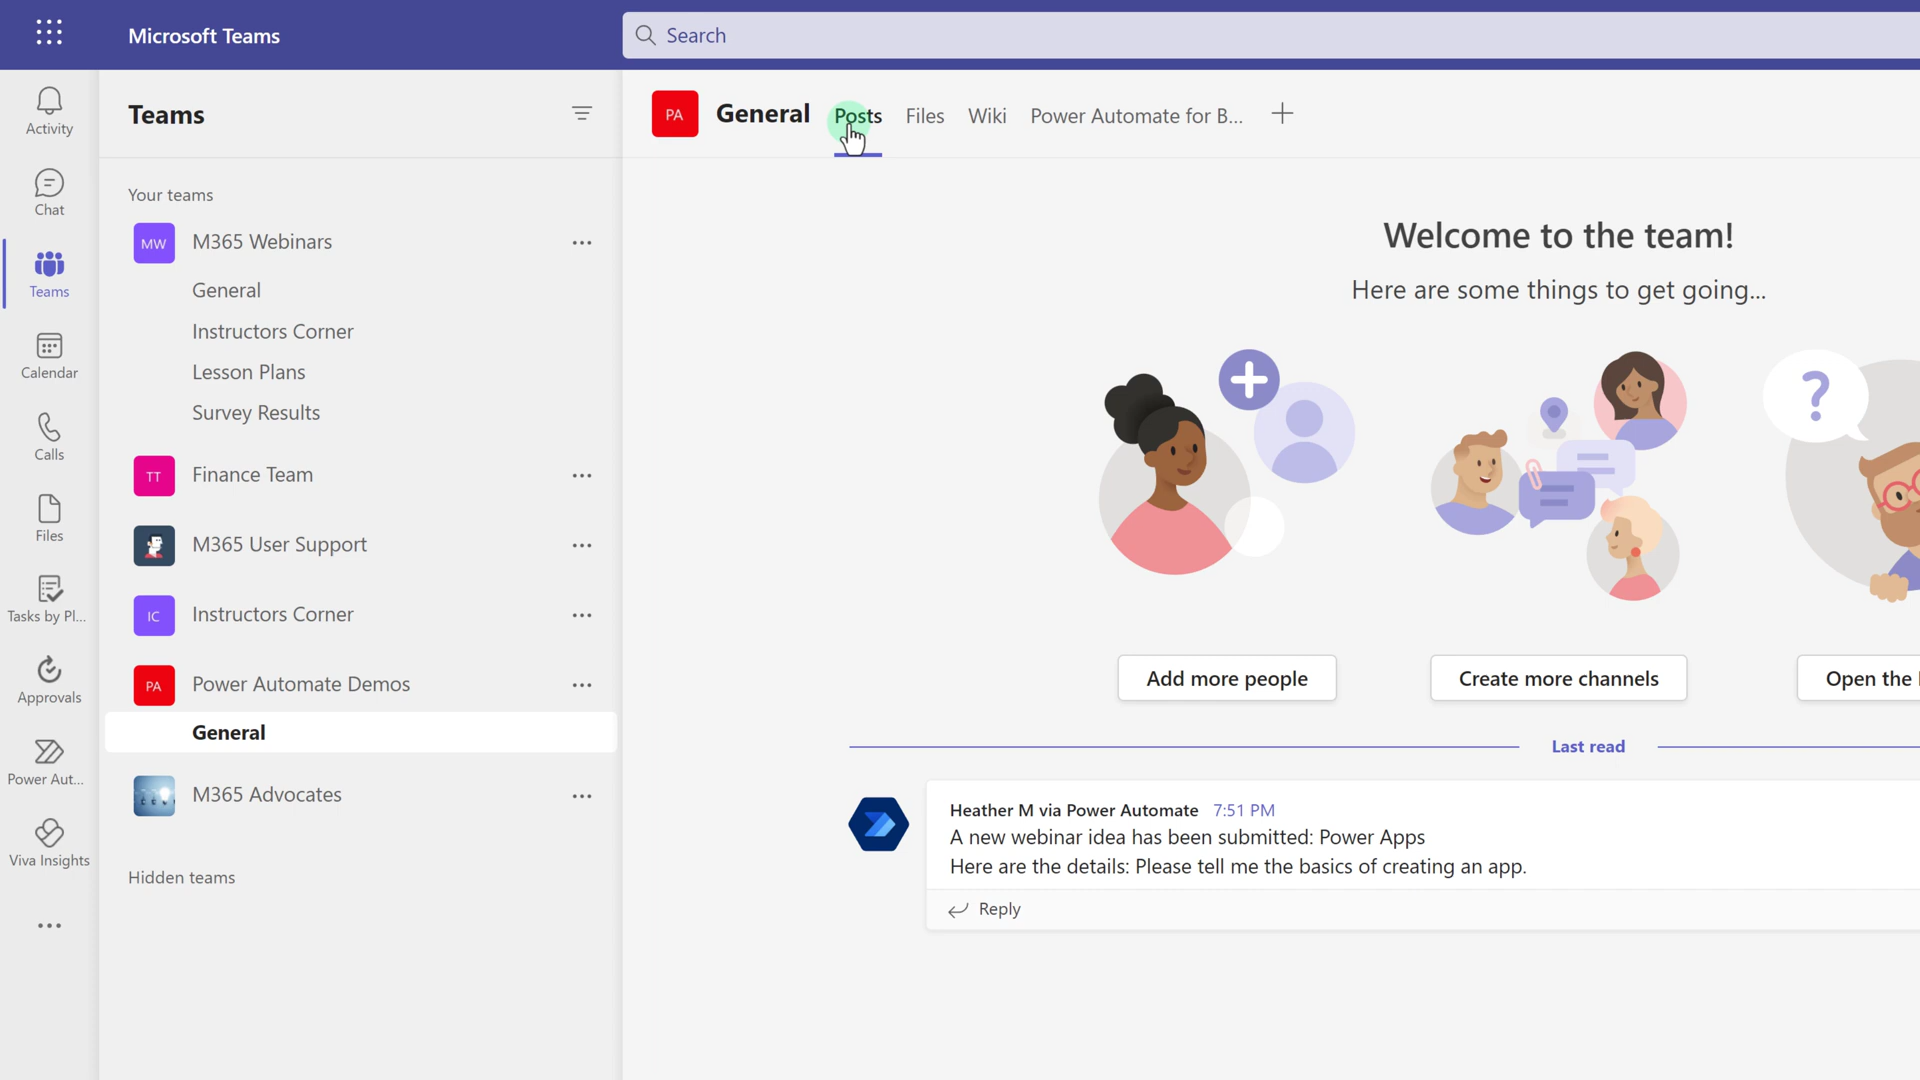 Microsoft Teams
Search
Activity
Chat
Teams
Calendar
Calls
Files
Tasks by Pl...
Approvals
Power Aut...
Viva Insights
Teams
Your teams
MW M365 Webinars
General
Instructors Corner
Lesson Plans
Survey Results
TT Finance Team
M365 User Support
IC Instructors Corner
PA Power Automate Demos
General
M365 Advocates
Hidden teams
PA General Posts Files Wiki Power Automate for B...
Welcome to the team!
Here are some things to get going...
?
Add more people Create more channels Open the
Last read
Heather M via Power Automate 7:51 PM
A new webinar idea has been submitted: Power Apps
Here are the details: Please tell me the basics of creating an app.
Reply